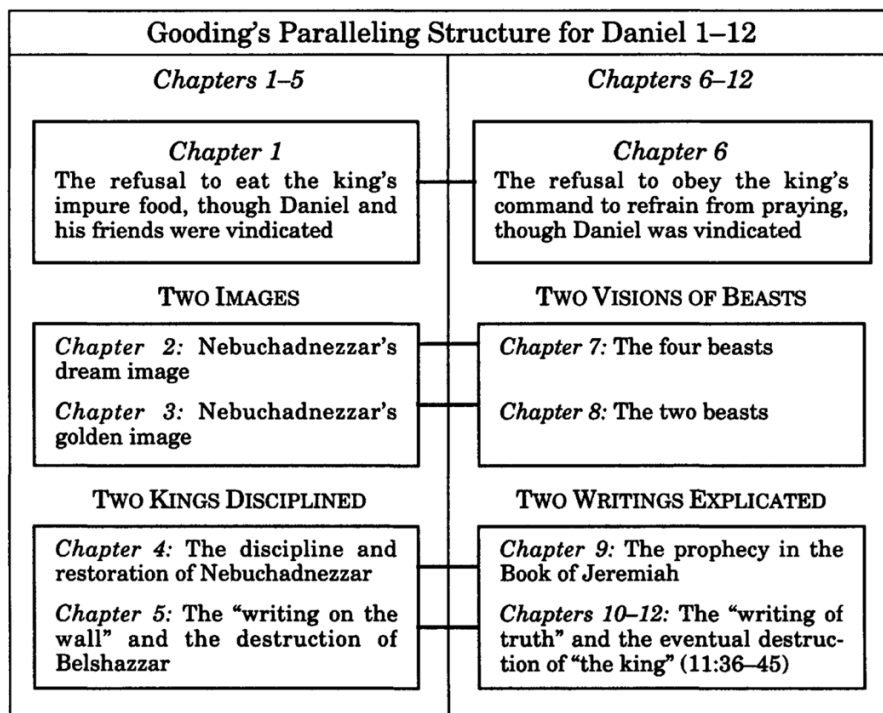 Gooding's Paralleling Structure for Daniel 1–12
Chapters 1–5
Chapter 1
The refusal to eat the king's
impure food, though Daniel and
his friends were vindicated
TWO IMAGES
Chapter 2: Nebuchadnezzar's
dream image
Chapter 3: Nebuchadnezzar's
golden image
TWO KINGS DISCIPLINED
Chapter 4: The discipline and
restoration of Nebuchadnezzar
Chapter 5: The "writing on the
wall" and the destruction of
Belshazzar
Chapters 6–12
Chapter 6
The refusal to obey the king's
command to refrain from praying,
though Daniel was vindicated
TWO VISIONS OF BEASTS
Chapter 7: The four beasts
Chapter 8: The two beasts
TWO WRITINGS EXPLICATED
Chapter 9: The prophecy in the
Book of Jeremiah
Chapters 10–12: The "writing of
truth" and the eventual destruc-
tion of "the king" (11:36–45)